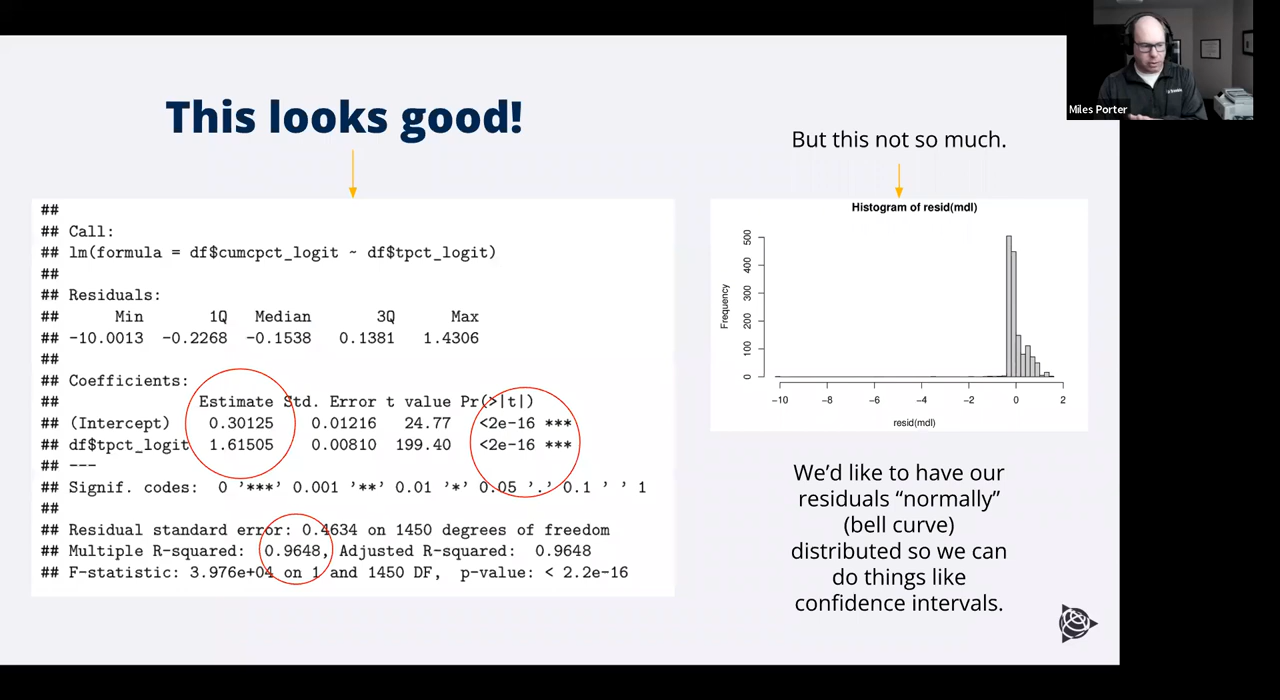 This looks good!
##
## Call:
## lm(formula = df$cumcpct_logit ~ df$tpct_logit)
##
## Residuals:
##      Min       1Q   Median       3Q      Max
## -10.0013  -0.2268  -0.1538   0.1381   1.4306
##
## Coefficients:
##               Estimate Std. Error t value Pr(>|t|)
## (Intercept)    0.30125    0.01216   24.77   <2e-16 ***
## df$tpct_logit  1.61505    0.00810  199.40   <2e-16 ***
## ---
## Signif. codes:  0 '***' 0.001 '**' 0.01 '*' 0.05 '.' 0.1 ' ' 1
##
## Residual standard error: 0.4634 on 1450 degrees of freedom
## Multiple R-squared:  0.9648, Adjusted R-squared:  0.9648
## F-statistic: 3.976e+04 on 1 and 1450 DF,  p-value: < 2.2e-16
Miles Porter
But this not so much.
Histogram of resid(mdl)
Frequency
500
400
300
200
100
0
-10 -8 -6 -4 -2 0 2
resid(mdl)
We’d like to have our
residuals “normally”
(bell curve)
distributed so we can
do things like
confidence intervals.